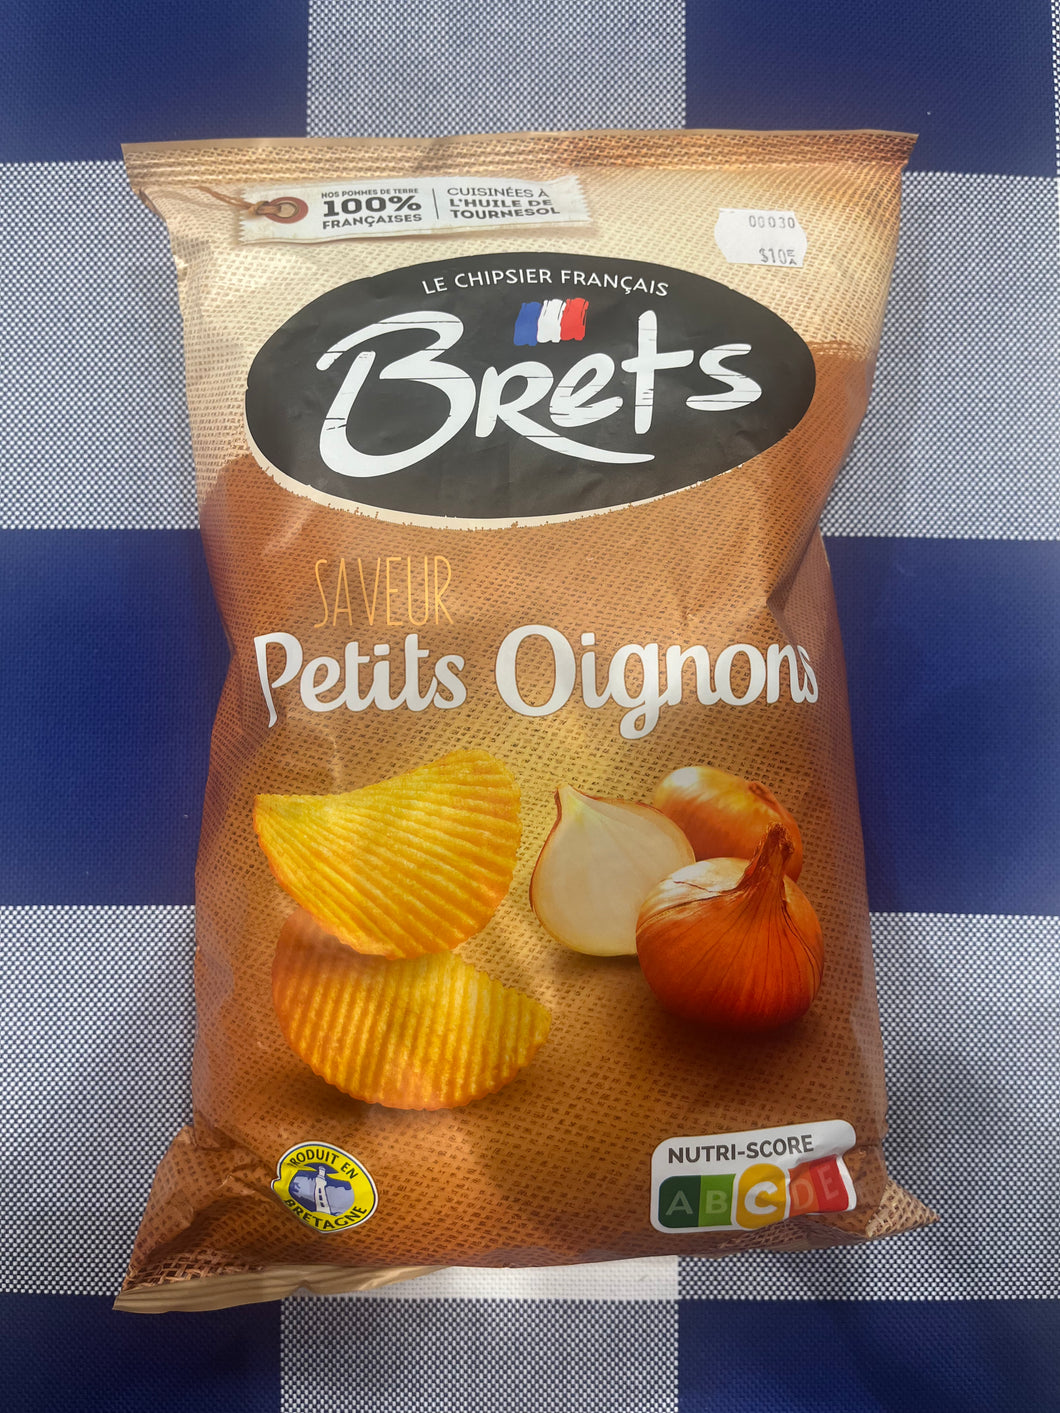 NOS POMMES DE TERRE
100%
FRANÇAISES
CUISINÉES À
L'HUILE DE
TOURNESOL
00030
LE CHIPSIER FRANÇAIS
Brets
SAVEUR
Petits Oignons
PRODUIT EN
BRETAGNE
NUTRI-SCORE
A B C D E